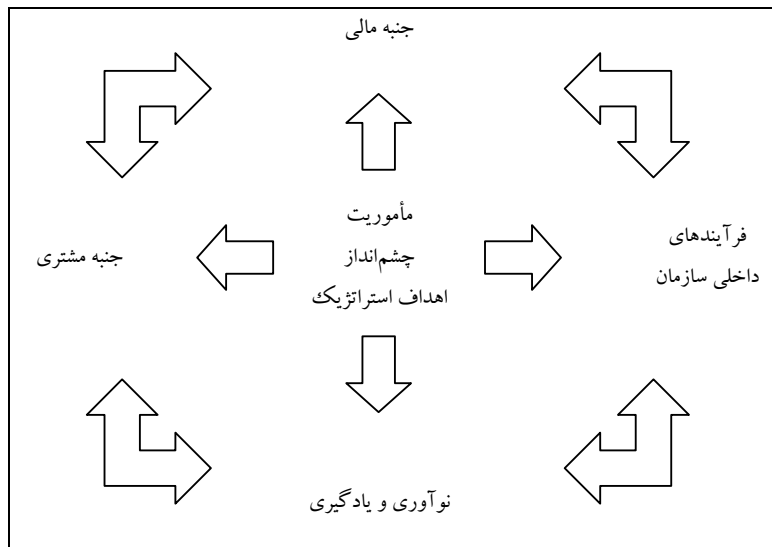 جنبه مالی
مأموریت
چشم‌انداز
اهداف استراتژیک
فرآیندهای
داخلی سازمان
جنبه مشتری
نوآوری و یادگیری